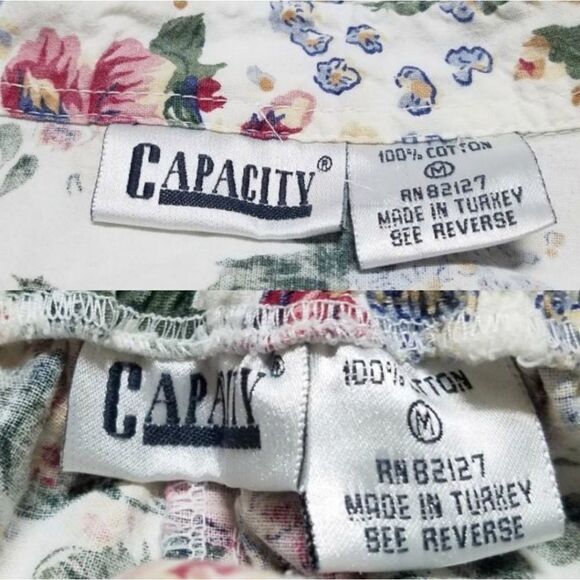 CAPACITY®
100% COTTON
M
RN 82127
MADE IN TURKEY
SEE REVERSE
CAPACITY®
100% COTTON
M
RN 82127
MADE IN TURKEY
SEE REVERSE